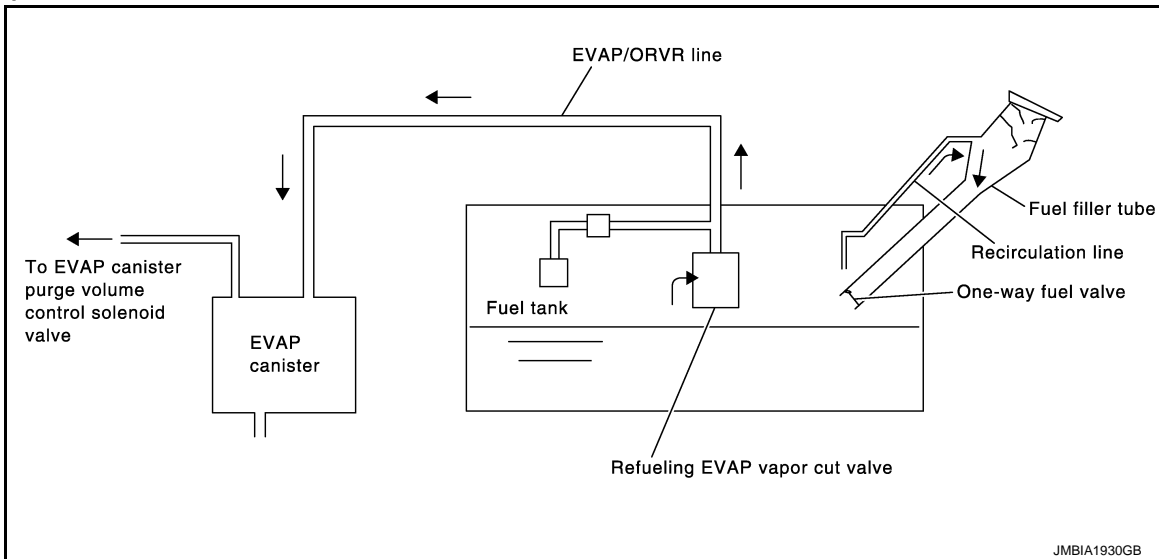 EVAP/ORVR line
Fuel filler tube
Recirculation line
One-way fuel valve
To EVAP canister
purge volume
control solenoid
valve
Fuel tank
EVAP
canister
Refueling EVAP vapor cut valve
JMBIA1930GB